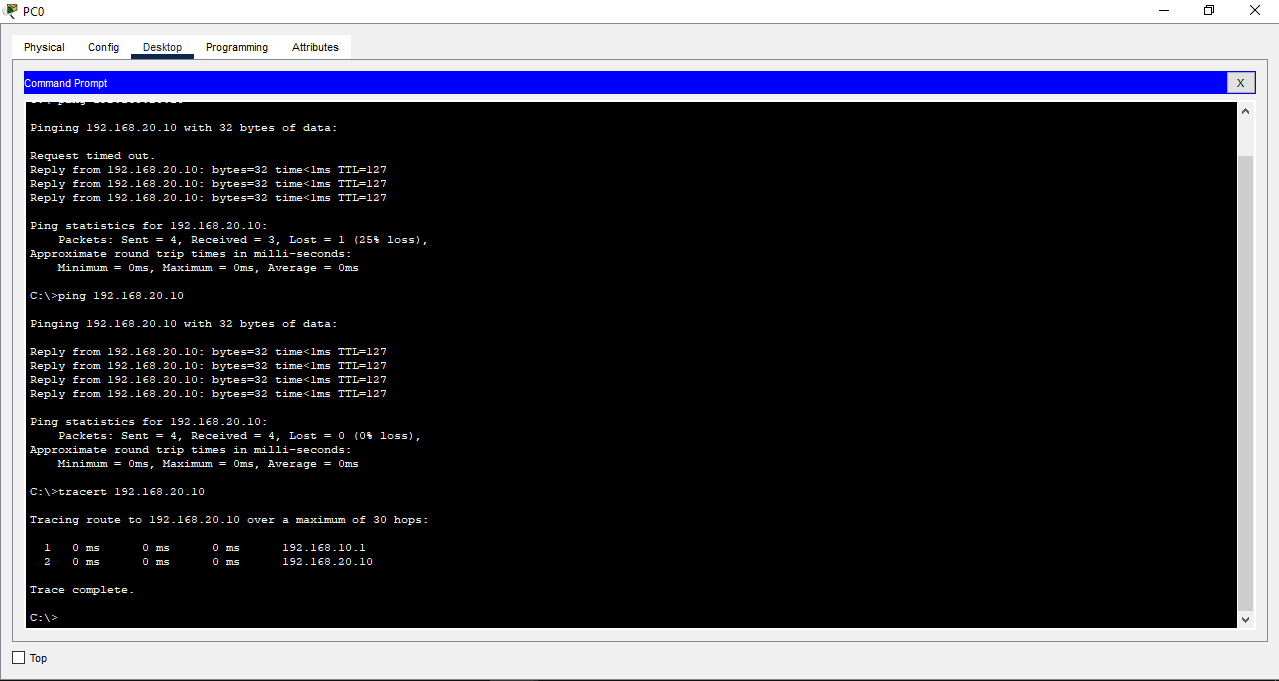 PC0
Physical Config Desktop Programming Attributes
Command Prompt
X
Pinging 192.168.20.10 with 32 bytes of data:
Request timed out.
Reply from 192.168.20.10: bytes=32 time<1ms TTL=127
Reply from 192.168.20.10: bytes=32 time<1ms TTL=127
Reply from 192.168.20.10: bytes=32 time<1ms TTL=127
Ping statistics for 192.168.20.10:
Packets: Sent = 4, Received = 3, Lost = 1 (25% loss),
Approximate round trip times in milli-seconds:
Minimum = 0ms, Maximum = 0ms, Average = 0ms
C:\>ping 192.168.20.10
Pinging 192.168.20.10 with 32 bytes of data:
Reply from 192.168.20.10: bytes=32 time<1ms TTL=127
Reply from 192.168.20.10: bytes=32 time<1ms TTL=127
Reply from 192.168.20.10: bytes=32 time<1ms TTL=127
Reply from 192.168.20.10: bytes=32 time<1ms TTL=127
Ping statistics for 192.168.20.10:
Packets: Sent = 4, Received = 4, Lost = 0 (0% loss),
Approximate round trip times in milli-seconds:
Minimum = 0ms, Maximum = 0ms, Average = 0ms
C:\>tracert 192.168.20.10
Tracing route to 192.168.20.10 over a maximum of 30 hops:
1 0 ms 0 ms 0 ms 192.168.10.1
2 0 ms 0 ms 0 ms 192.168.20.10
Trace complete.
C:\>
Top